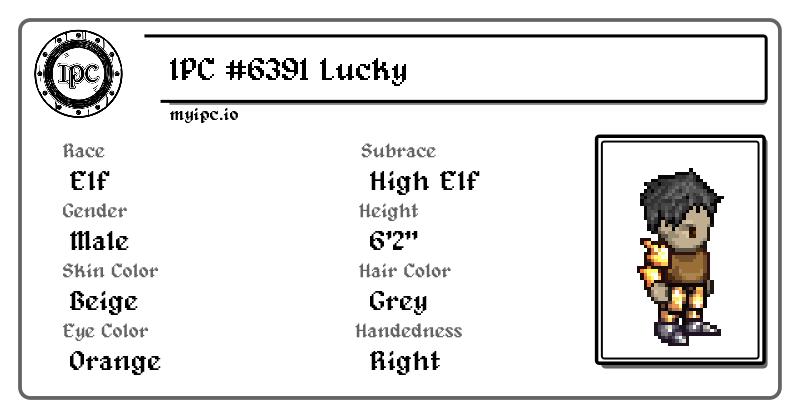 IPC
IPC #6391 Lucky
myipc.io
Race
Elf
Subrace
High Elf
Gender
Male
Height
6'2"
Skin Color
Beige
Hair Color
Grey
Eye Color
Orange
Handedness
Right